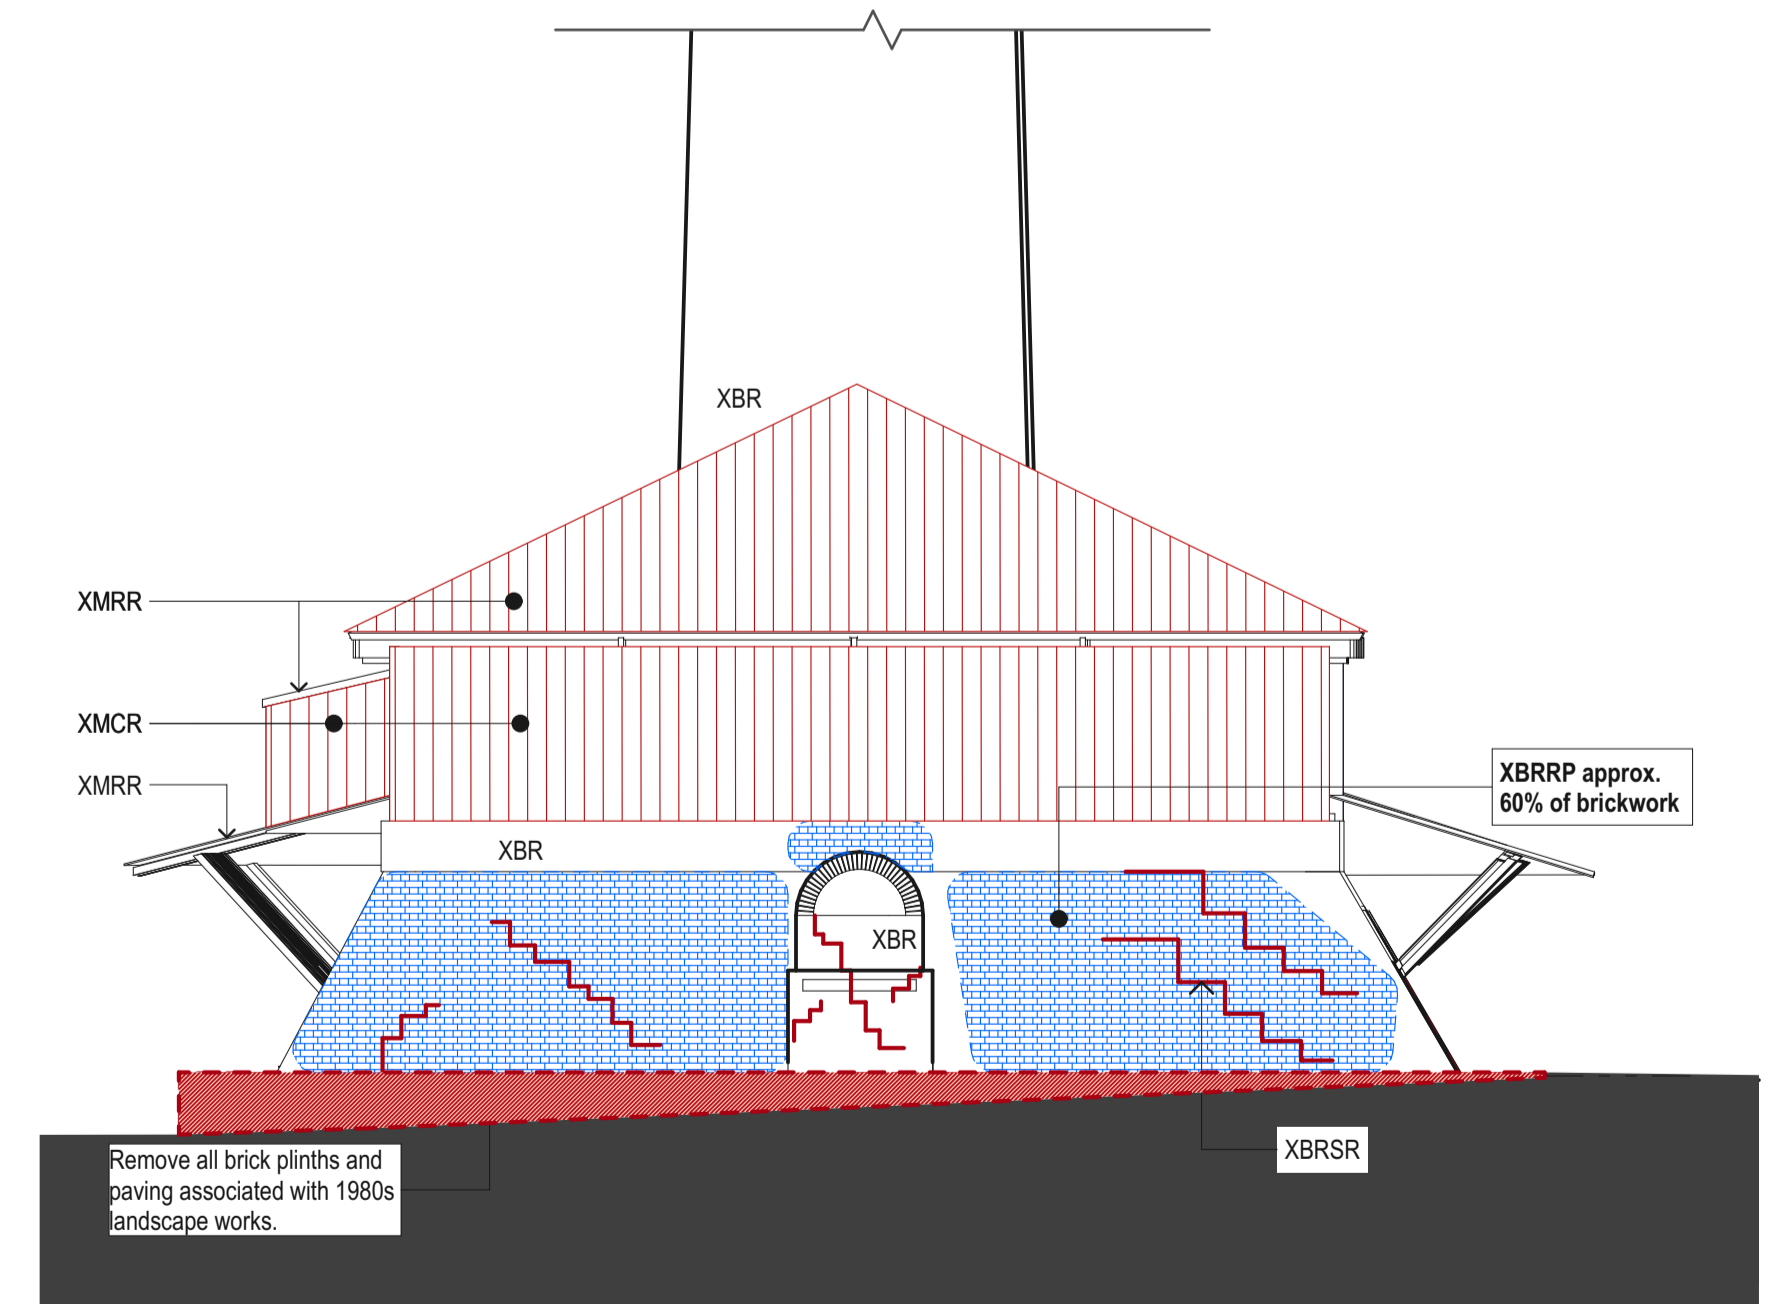 XBR
XMRR
XMCR
XMRR
XBRRP approx.
60% of brickwork
XBR
XBR
XBRSR
Remove all brick plinths and
paving associated with 1980s
landscape works.